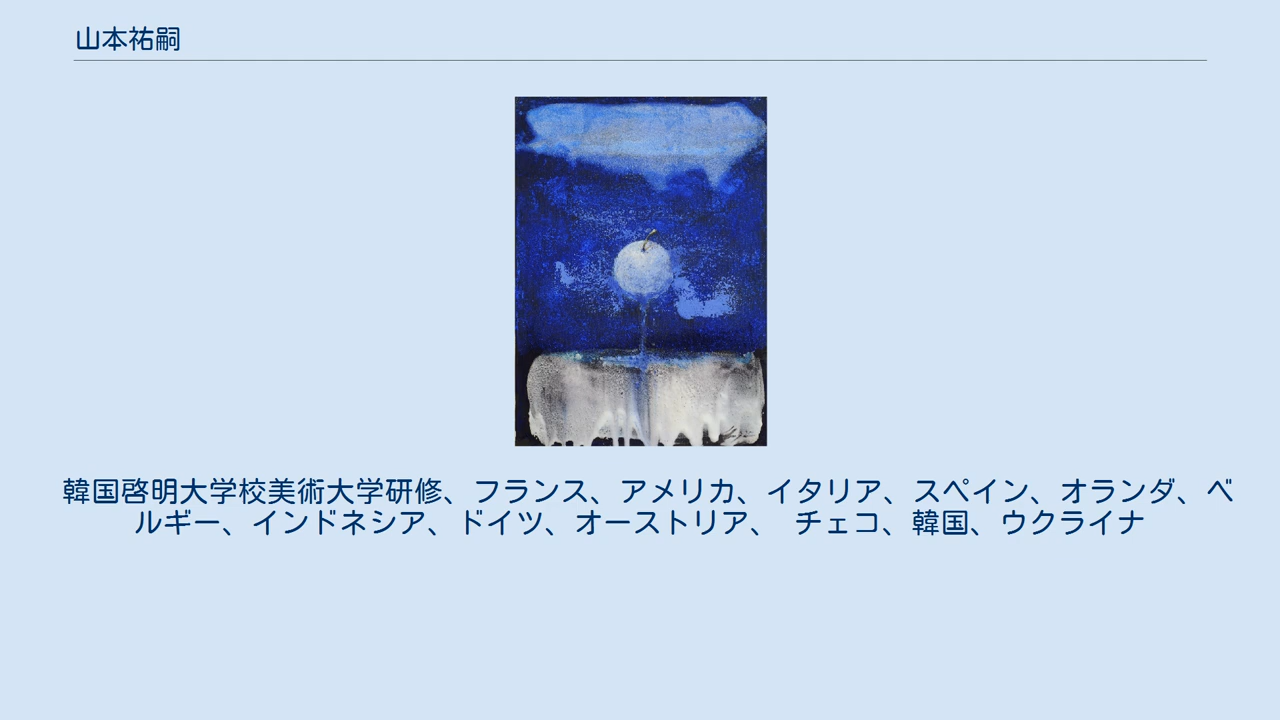 山本祐嗣
韓国啓明大学校美術大学研修、フランス、アメリカ、イタリア、スペイン、オランダ、ベ
ルギー、インドネシア、ドイツ、オーストリア、 チェコ、韓国、ウクライナ